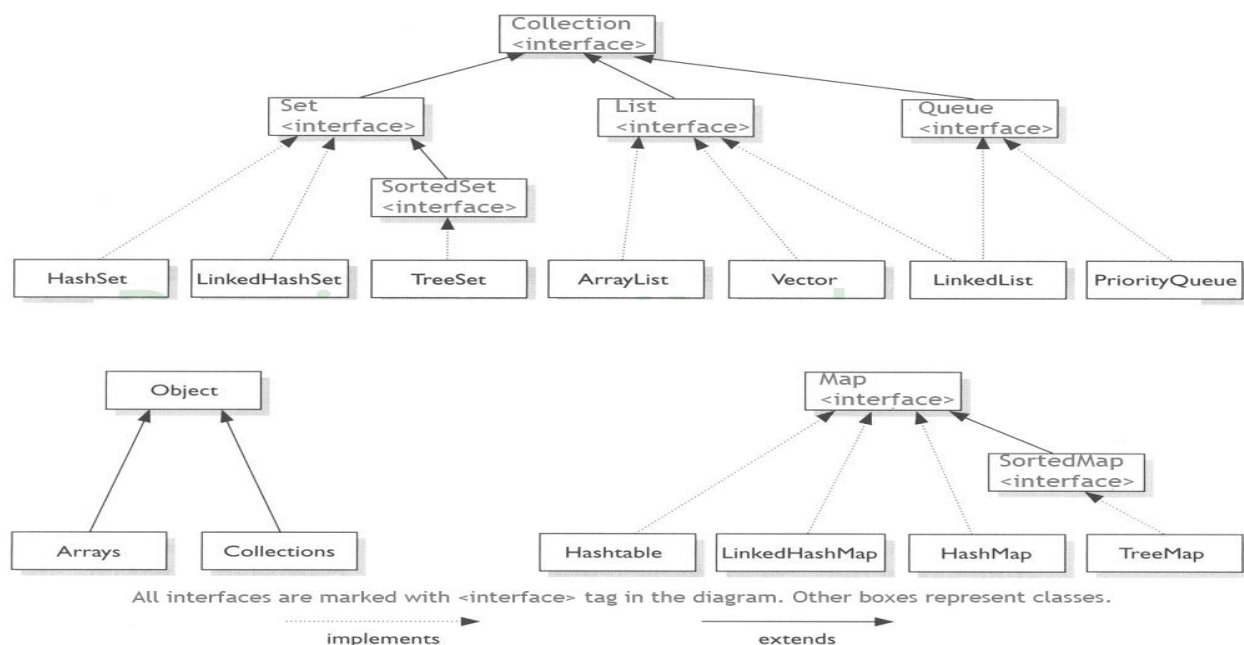 Collection
<interface>
Set
<interface>
List
<interface>
Queue
<interface>
SortedSet
<interface>
HashSet
LinkedHashSet
TreeSet
ArrayList
Vector
LinkedList
PriorityQueue
Object
Map
<interface>
SortedMap
<interface>
Arrays
Collections
Hashtable
LinkedHashMap
HashMap
TreeMap
All interfaces are marked with <interface> tag in the diagram. Other boxes represent classes.
implements
extends